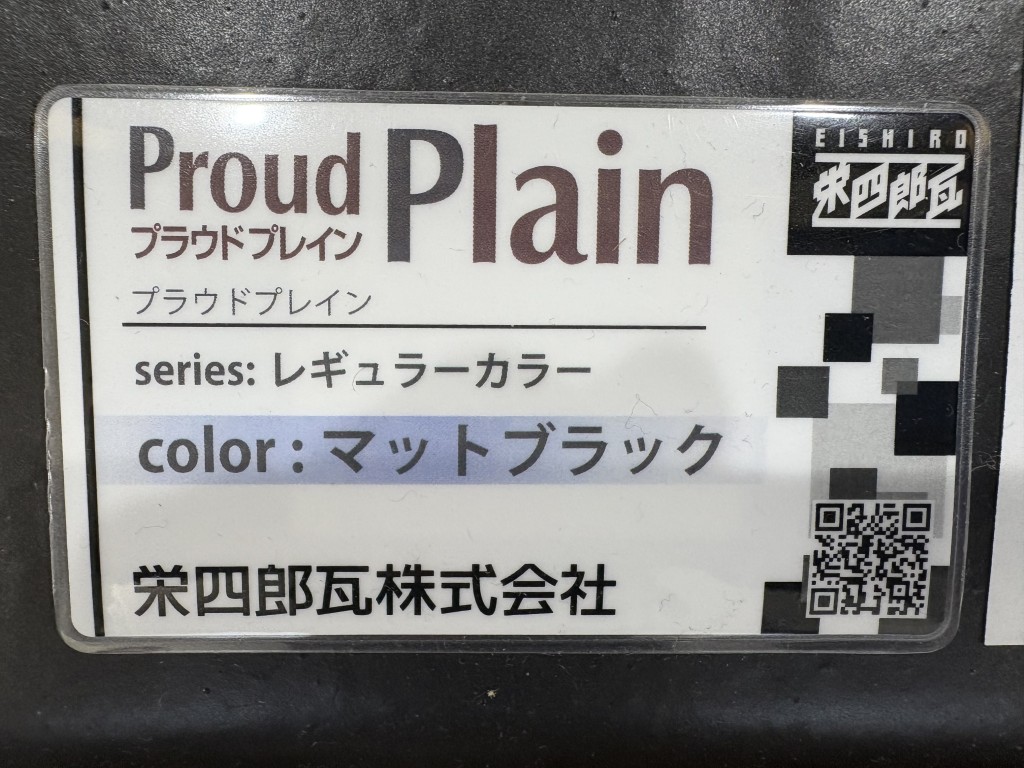 Proud Plain
プラウドプレイン
プラウドプレイン
series: レギュラーカラー
color : マットブラック
栄四郎瓦株式会社
EISHIRO
栄四郎瓦